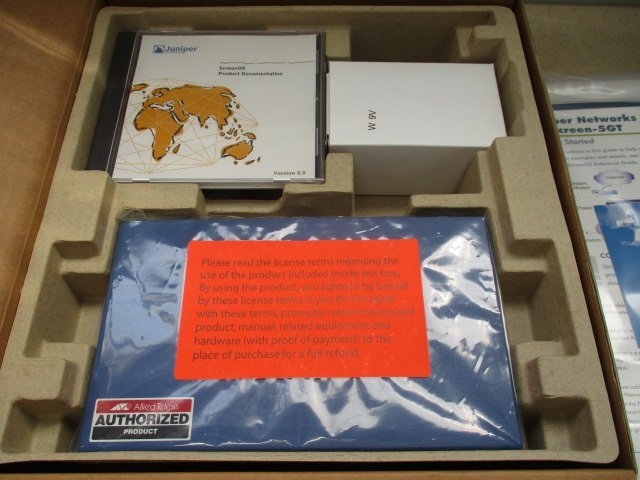 Juniper
ScreenOS
Product Documentation
Version 5.0
W 9V
per Networks
Screen-5GT
Started
Internet
Please read the license terms regarding the
use of the product included inside this box.
By using the product, you agree to be bound
by these license terms. If you do not agree
with these terms, promptly return the unused
product, manual, related equipment and
hardware (with proof of payment) to the
place of purchase for a full refund.
Allied Telesis
AUTHORIZED
PRODUCT